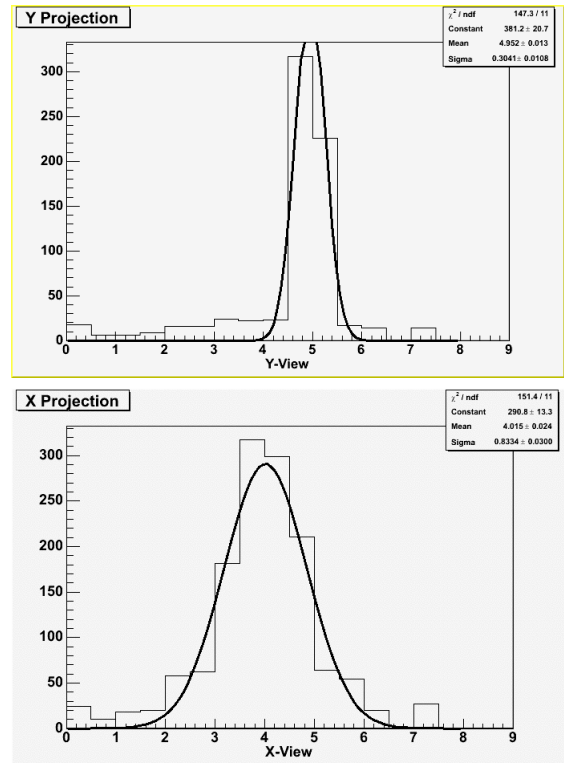 Y Projection
χ² / ndf 147.3 / 11
Constant 381.2 ± 20.7
Mean 4.952 ± 0.013
Sigma 0.3041 ± 0.0108
300
250
200
150
100
50
0
0 1 2 3 4 5 6 7 8 9
Y-View
X Projection
χ² / ndf 151.4 / 11
Constant 290.8 ± 13.3
Mean 4.015 ± 0.024
Sigma 0.8334 ± 0.0300
300
250
200
150
100
50
0
0 1 2 3 4 5 6 7 8 9
X-View